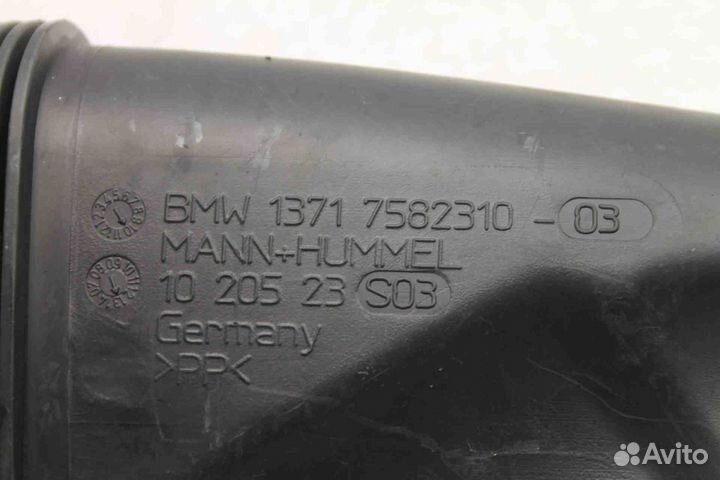 BMW 1371 7582310 - 03
MANN+HUMMEL
10 205 23 S03
Germany
>PP<
Avito